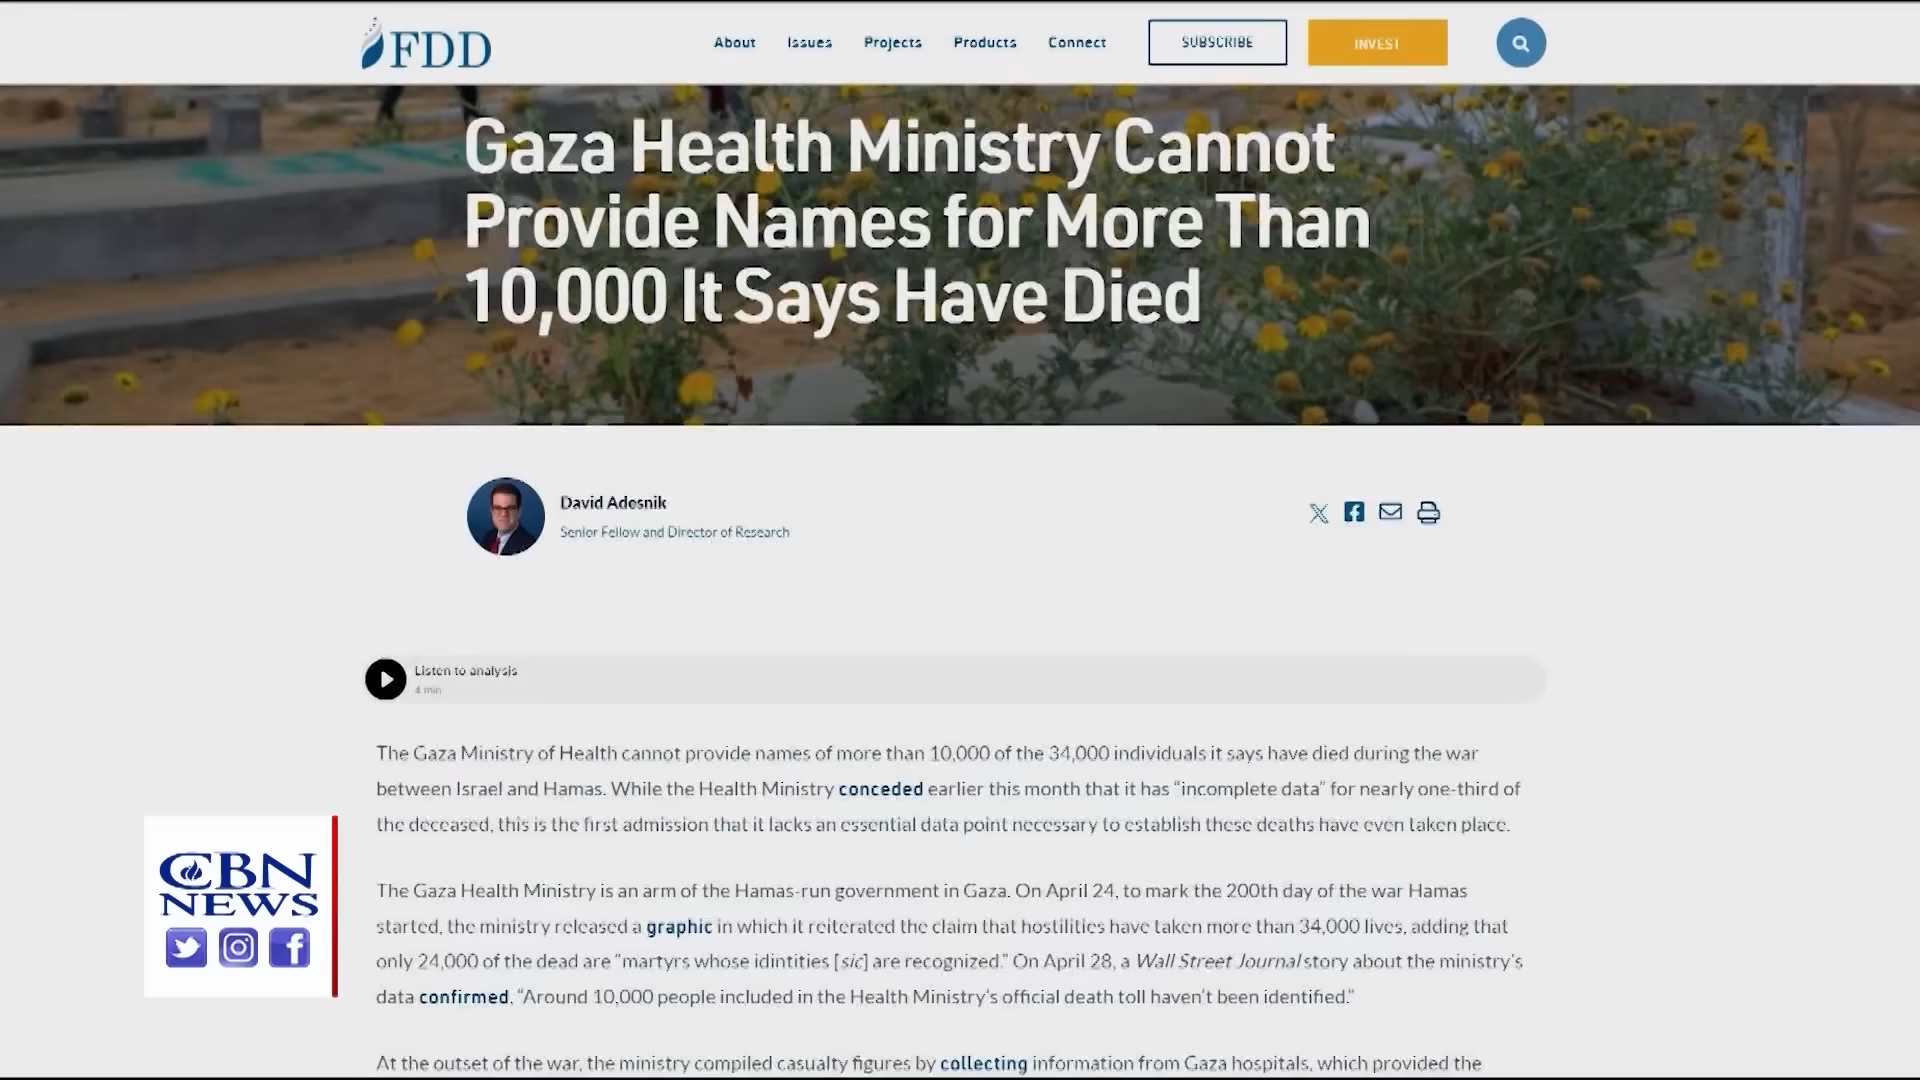 FDD
About Issues Projects Products Connect SUBSCRIBE INVEST
Gaza Health Ministry Cannot
Provide Names for More Than
10,000 It Says Have Died
David Adesnik
Senior Fellow and Director of Research
Listen to analysis
4 min
The Gaza Ministry of Health cannot provide names of more than 10,000 of the 34,000 individuals it says have died during the war
between Israel and Hamas. While the Health Ministry conceded earlier this month that it has “incomplete data” for nearly one-third of
the deceased, this is the first admission that it lacks an essential data point necessary to establish these deaths have even taken place.
The Gaza Health Ministry is an arm of the Hamas-run government in Gaza. On April 24, to mark the 200th day of the war Hamas
started, the ministry released a graphic in which it reiterated the claim that hostilities have taken more than 34,000 lives, adding that
only 24,000 of the dead are “martyrs whose idintities [sic] are recognized.” On April 28, a Wall Street Journal story about the ministry’s
data confirmed, “Around 10,000 people included in the Health Ministry’s official death toll haven’t been identified.”
At the outset of the war, the ministry compiled casualty figures by collecting information from Gaza hospitals, which provided the
CBN
NEWS